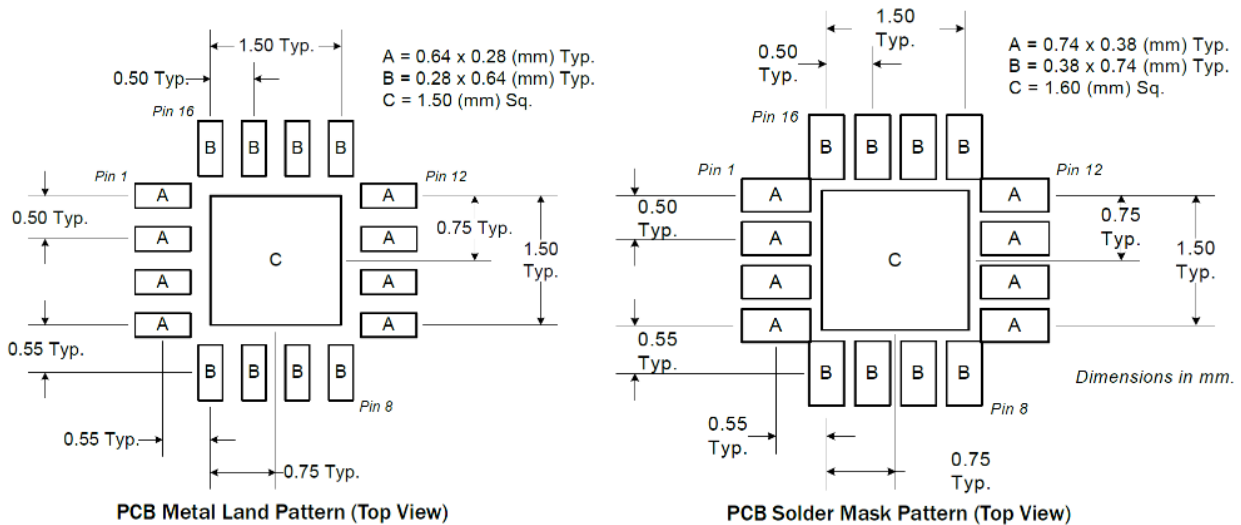 1.50 Typ.
0.50 Typ.
A = 0.64 x 0.28 (mm) Typ.
B = 0.28 x 0.64 (mm) Typ.
C = 1.50 (mm) Sq.
Pin 16
B B B B
Pin 1
Pin 12
A A
0.50 Typ.
0.75 Typ.
A A
1.50
Typ.
C
A A
A A
0.55 Typ.
B B B B
Pin 8
0.55 Typ.
0.75 Typ.
PCB Metal Land Pattern (Top View)
1.50
Typ.
0.50
Typ.
A = 0.74 x 0.38 (mm) Typ.
B = 0.38 x 0.74 (mm) Typ.
C = 1.60 (mm) Sq.
Pin 16
B B B B
Pin 1
Pin 12
A A
0.50
Typ.
0.75
Typ.
A A
1.50
Typ.
C
A A
A A
0.55
Typ.
B B B B
Dimensions in mm.
Pin 8
0.55
Typ.
0.75
Typ.
PCB Solder Mask Pattern (Top View)